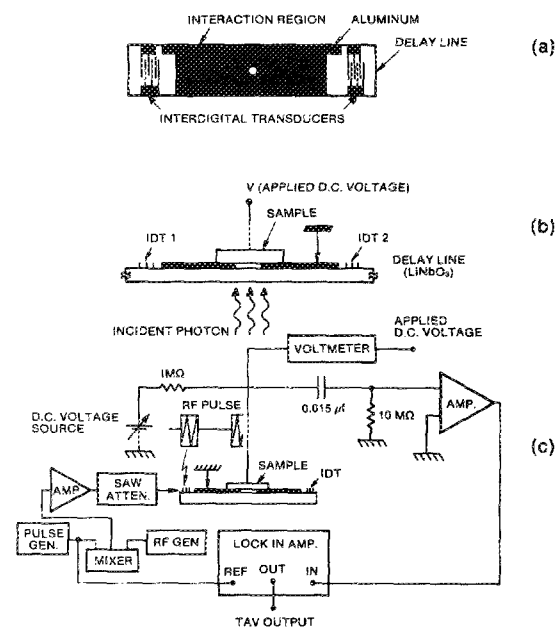 INTERACTION REGION
ALUMINUM
DELAY LINE
(a)
INTERDIGITAL TRANSDUCERS
V (APPLIED D.C. VOLTAGE)
(b)
SAMPLE
IDT 1
IDT 2
DELAY LINE
(LiNbO₃)
INCIDENT PHOTON
APPLIED
D.C. VOLTAGE
VOLTMETER
1MΩ
0.015 µf
10 MΩ
AMP.
D.C. VOLTAGE
SOURCE
RF PULSE
(c)
SAMPLE
IDT
AMP
SAW
ATTEN.
PULSE
GEN.
MIXER
RF GEN
LOCK IN AMP.
REF
OUT
IN
TAV OUTPUT